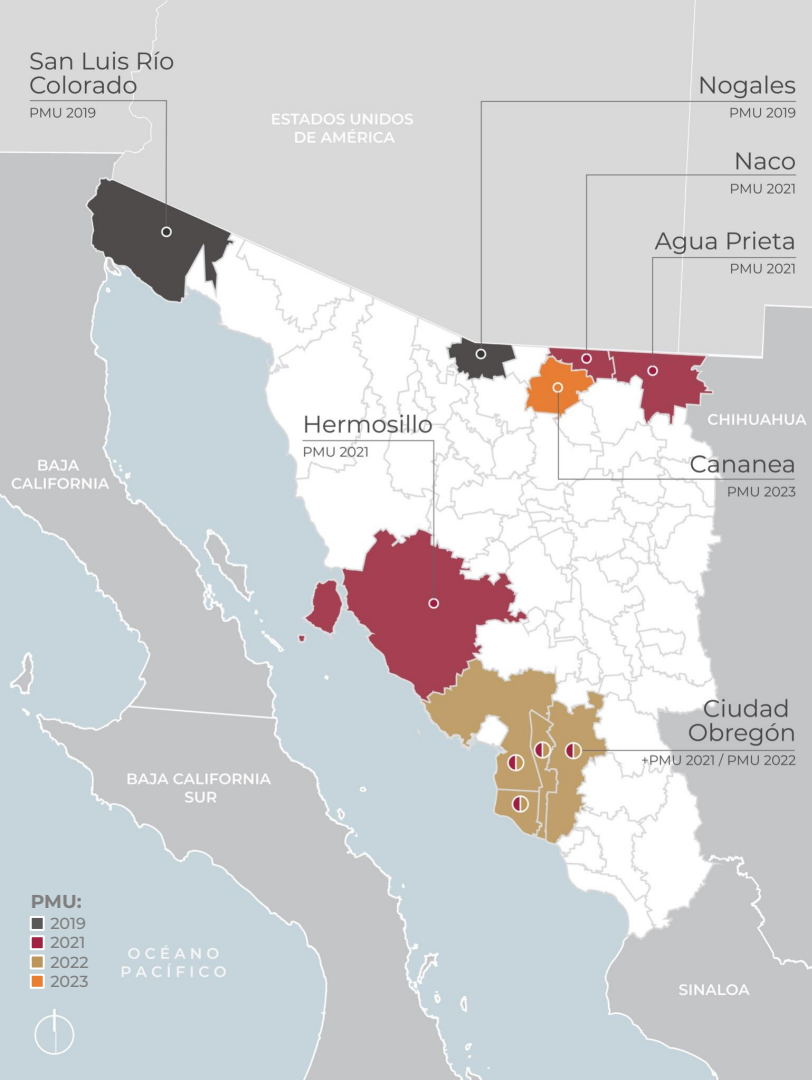 San Luis Río
Colorado
PMU 2019
Nogales
PMU 2019
ESTADOS UNIDOS
DE AMÉRICA
Naco
PMU 2021
Agua Prieta
PMU 2021
Hermosillo
PMU 2021
CHIHUAHUA
BAJA
CALIFORNIA
Cananea
PMU 2023
Ciudad
Obregón
+PMU 2021 / PMU 2022
BAJA CALIFORNIA
SUR
PMU:
2019
2021
2022
2023
OCÉANO
PACÍFICO
SINALOA